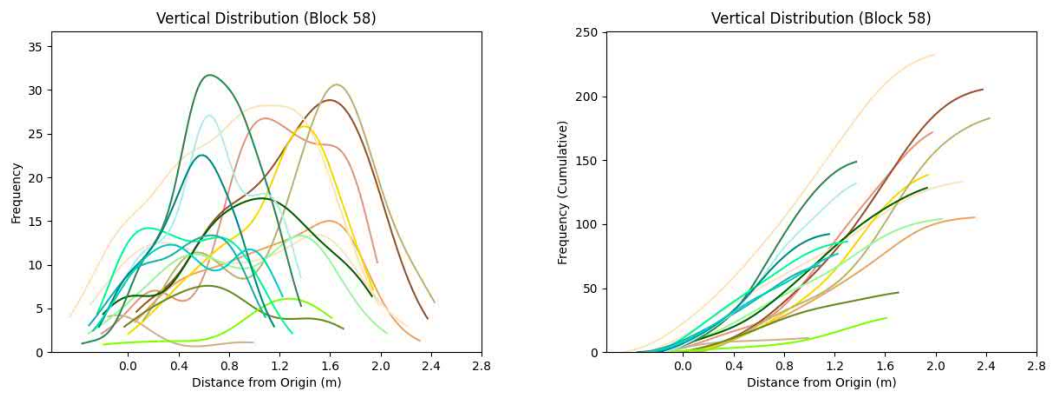 Vertical Distribution (Block 58)
Frequency
35
30
25
20
15
10
5
0
0.0 0.4 0.8 1.2 1.6 2.0 2.4 2.8
Distance from Origin (m)
Vertical Distribution (Block 58)
Frequency (Cumulative)
250
200
150
100
50
0
0.0 0.4 0.8 1.2 1.6 2.0 2.4 2.8
Distance from Origin (m)